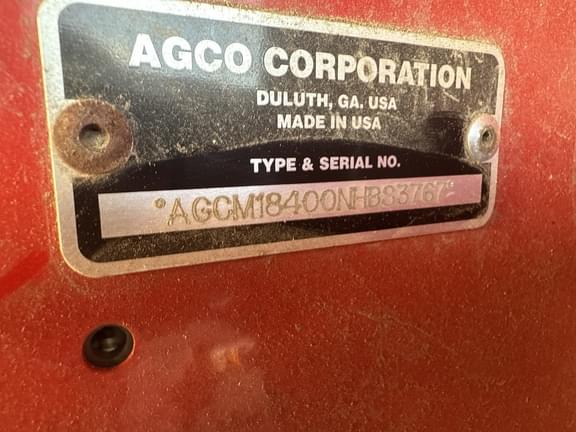 AGCO CORPORATION
DULUTH, GA. USA
MADE IN USA
TYPE & SERIAL NO.
*AGCM18400NHB83767*